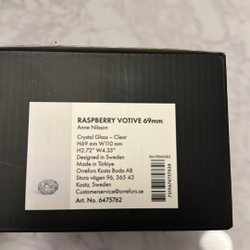 RASPBERRY VOTIVE 69mm
Anne Nilsson
Crystal Glass – Clear
H69 mm W110 mm
H2.72" W4.33"
Designed in Sweden
Made in Türkiye
Orrefors Kosta Boda AB
Stora vägen 96, 365 43
Kosta, Sweden
Customerservice@orrefors.se
Art. No. 6475762